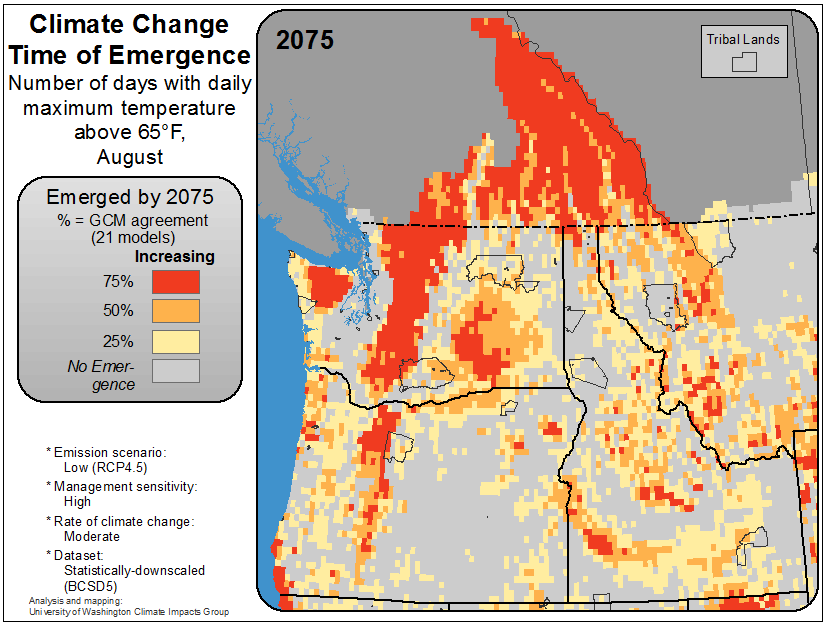 Climate Change
Time of Emergence
Number of days with daily
maximum temperature
above 65°F,
August
Emerged by 2075
% = GCM agreement
(21 models)
Increasing
75%
50%
25%
No Emer-
gence
* Emission scenario:
Low (RCP4.5)
* Management sensitivity:
High
* Rate of climate change:
Moderate
* Dataset:
Statistically-downscaled
(BCSD5)
Analysis and mapping:
University of Washington Climate Impacts Group
2075
Tribal Lands